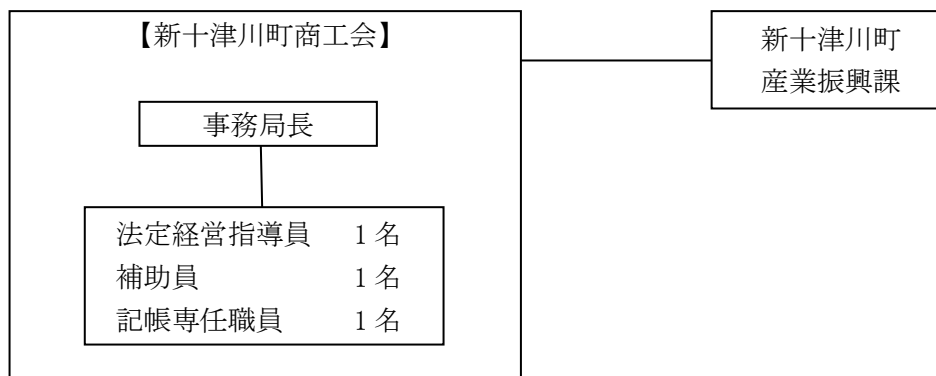 【新十津川町商工会】
新十津川町
産業振興課
事務局長
法定経営指導員 1名
補助員 1名
記帳専任職員 1名